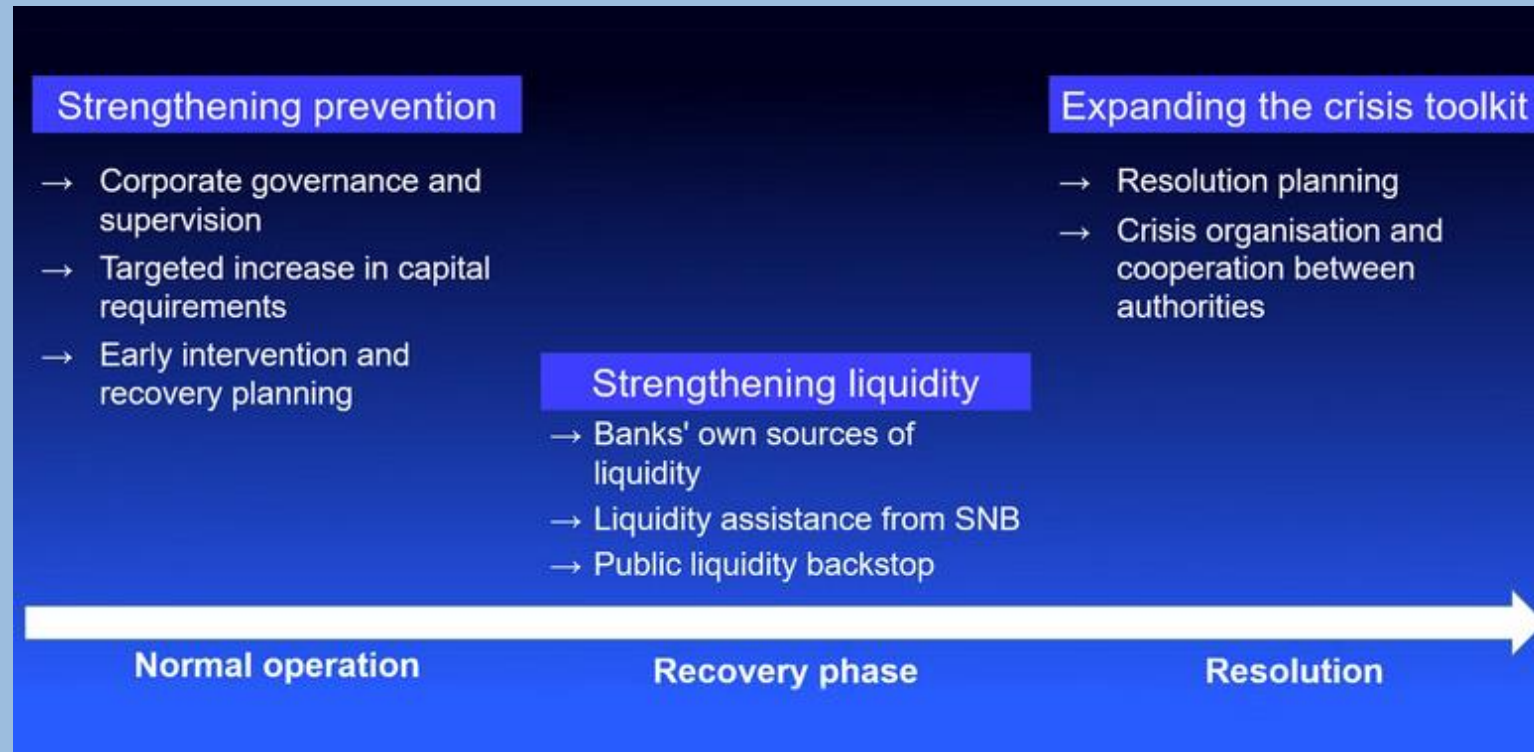 Strengthening prevention
→ Corporate governance and
supervision
→ Targeted increase in capital
requirements
→ Early intervention and
recovery planning
Strengthening liquidity
→ Banks' own sources of
liquidity
→ Liquidity assistance from SNB
→ Public liquidity backstop
Expanding the crisis toolkit
→ Resolution planning
→ Crisis organisation and
cooperation between
authorities
Normal operation
Recovery phase
Resolution